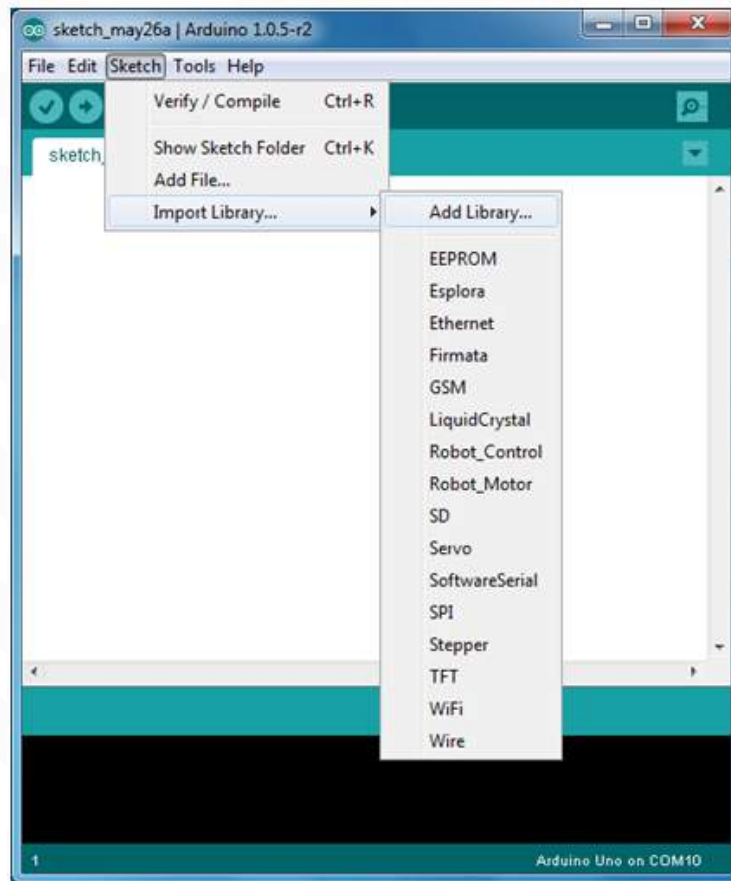 sketch_may26a | Arduino 1.0.5-r2
File Edit Sketch Tools Help
Verify / Compile Ctrl+R
Show Sketch Folder Ctrl+K
Add File...
Import Library...
sketch_
Add Library...
EEPROM
Esplora
Ethernet
Firmata
GSM
LiquidCrystal
Robot_Control
Robot_Motor
SD
Servo
SoftwareSerial
SPI
Stepper
TFT
WiFi
Wire
1 Arduino Uno on COM10